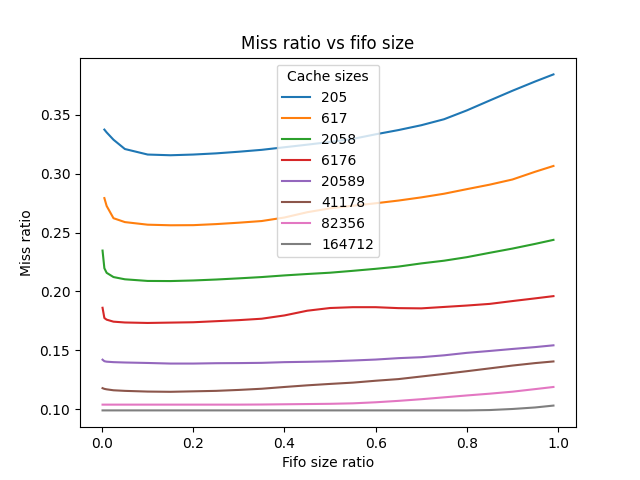 Miss ratio vs fifo size
Cache sizes
205
617
2058
6176
20589
41178
82356
164712
0.35
0.30
0.25
0.20
0.15
0.10
Miss ratio
0.0 0.2 0.4 0.6 0.8 1.0
Fifo size ratio